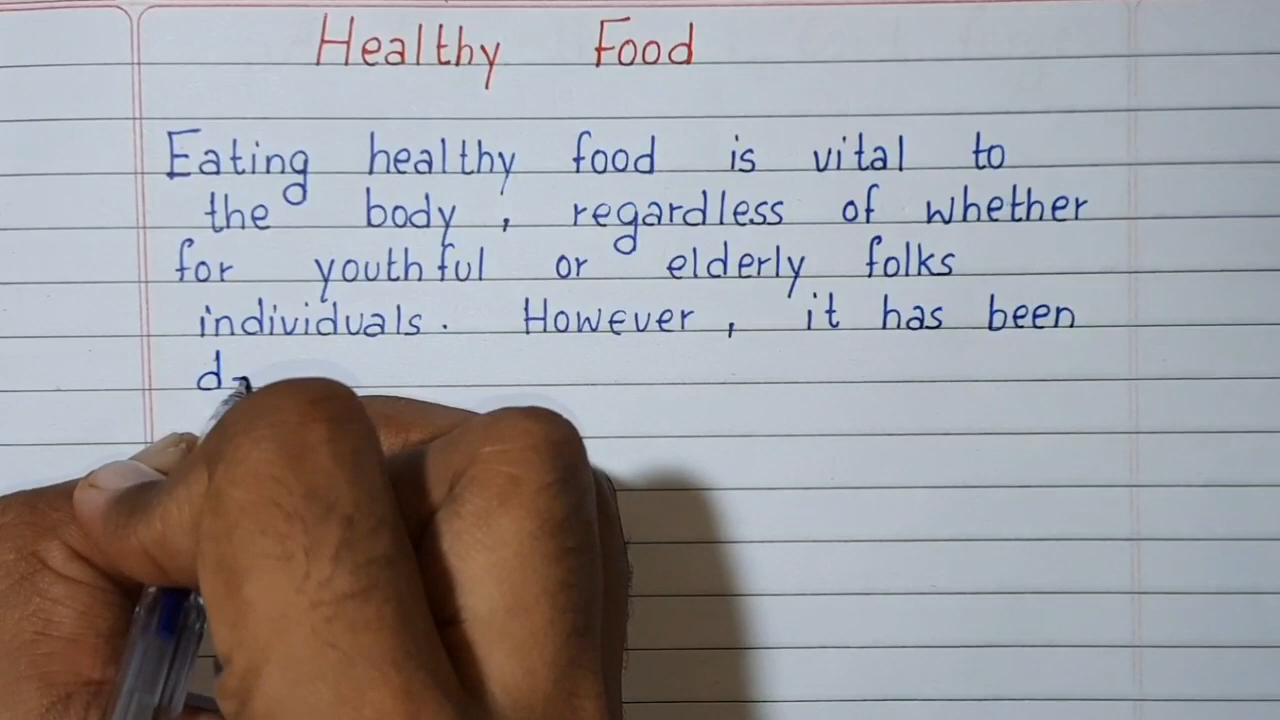 Healthy Food
Eating healthy food is vital to
the body, regardless of whether
for youthful or elderly folks
individuals. However, it has been